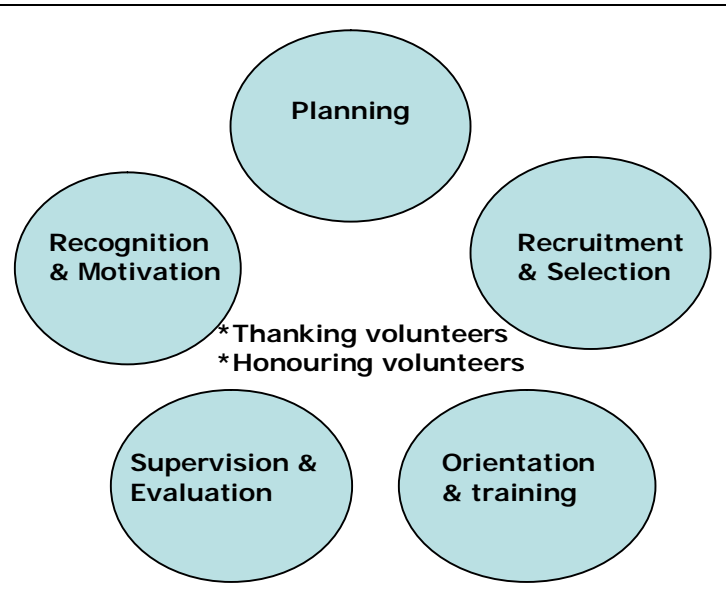 Planning
Recognition
& Motivation
Recruitment
& Selection
*Thanking volunteers
*Honouring volunteers
Supervision &
Evaluation
Orientation
& training